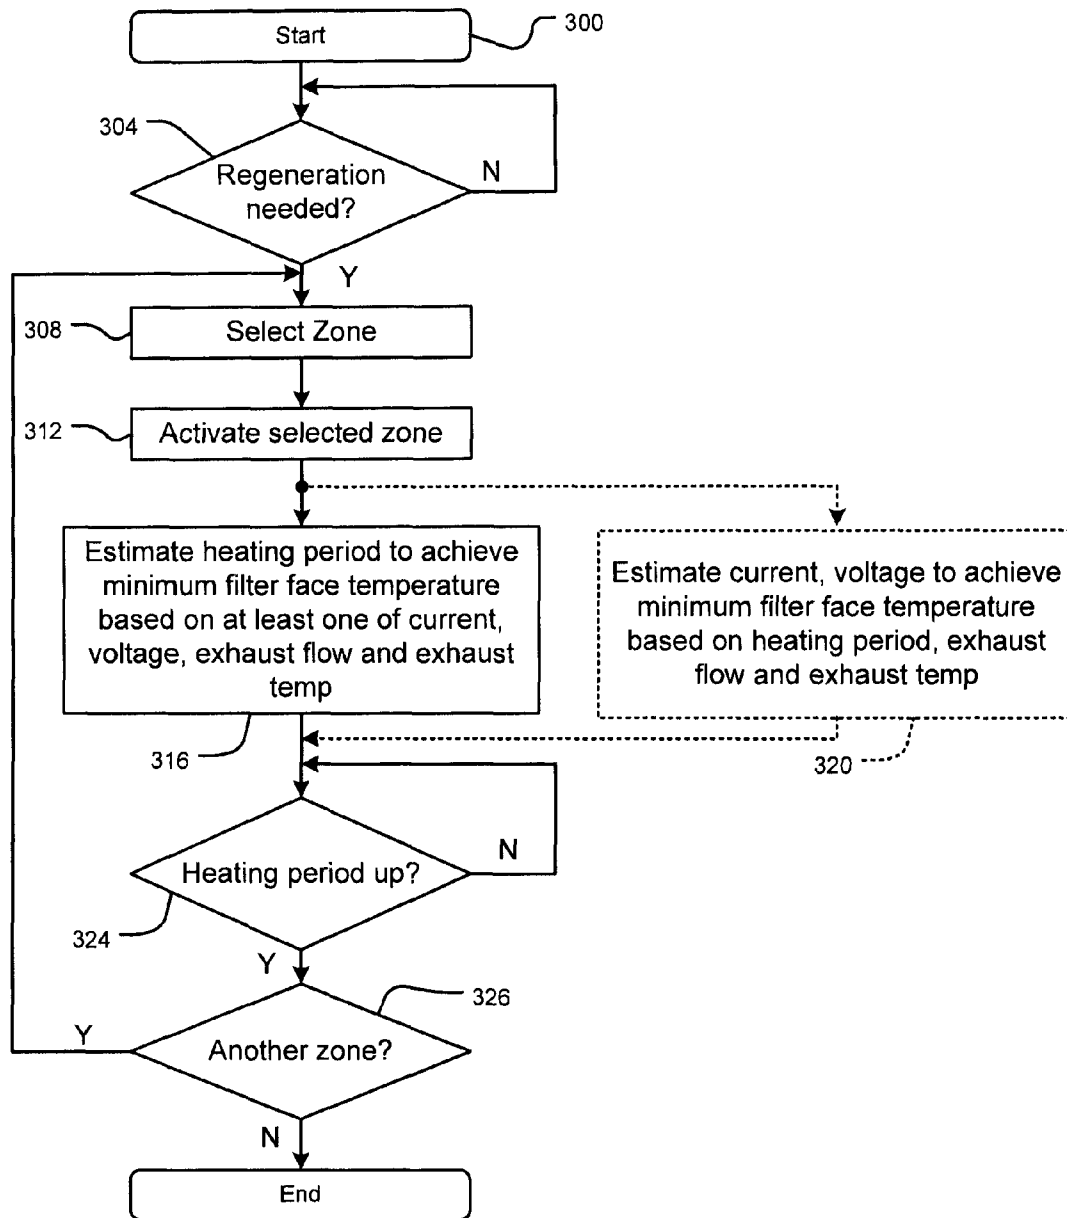 Start
300
304
Regeneration
needed?
N
Y
308
Select Zone
312
Activate selected zone
Estimate heating period to achieve
minimum filter face temperature
based on at least one of current,
voltage, exhaust flow and exhaust
temp
Estimate current, voltage to achieve
minimum filter face temperature
based on heating period, exhaust
flow and exhaust temp
316
320
Heating period up?
N
324
Y
326
Another zone?
Y
N
End